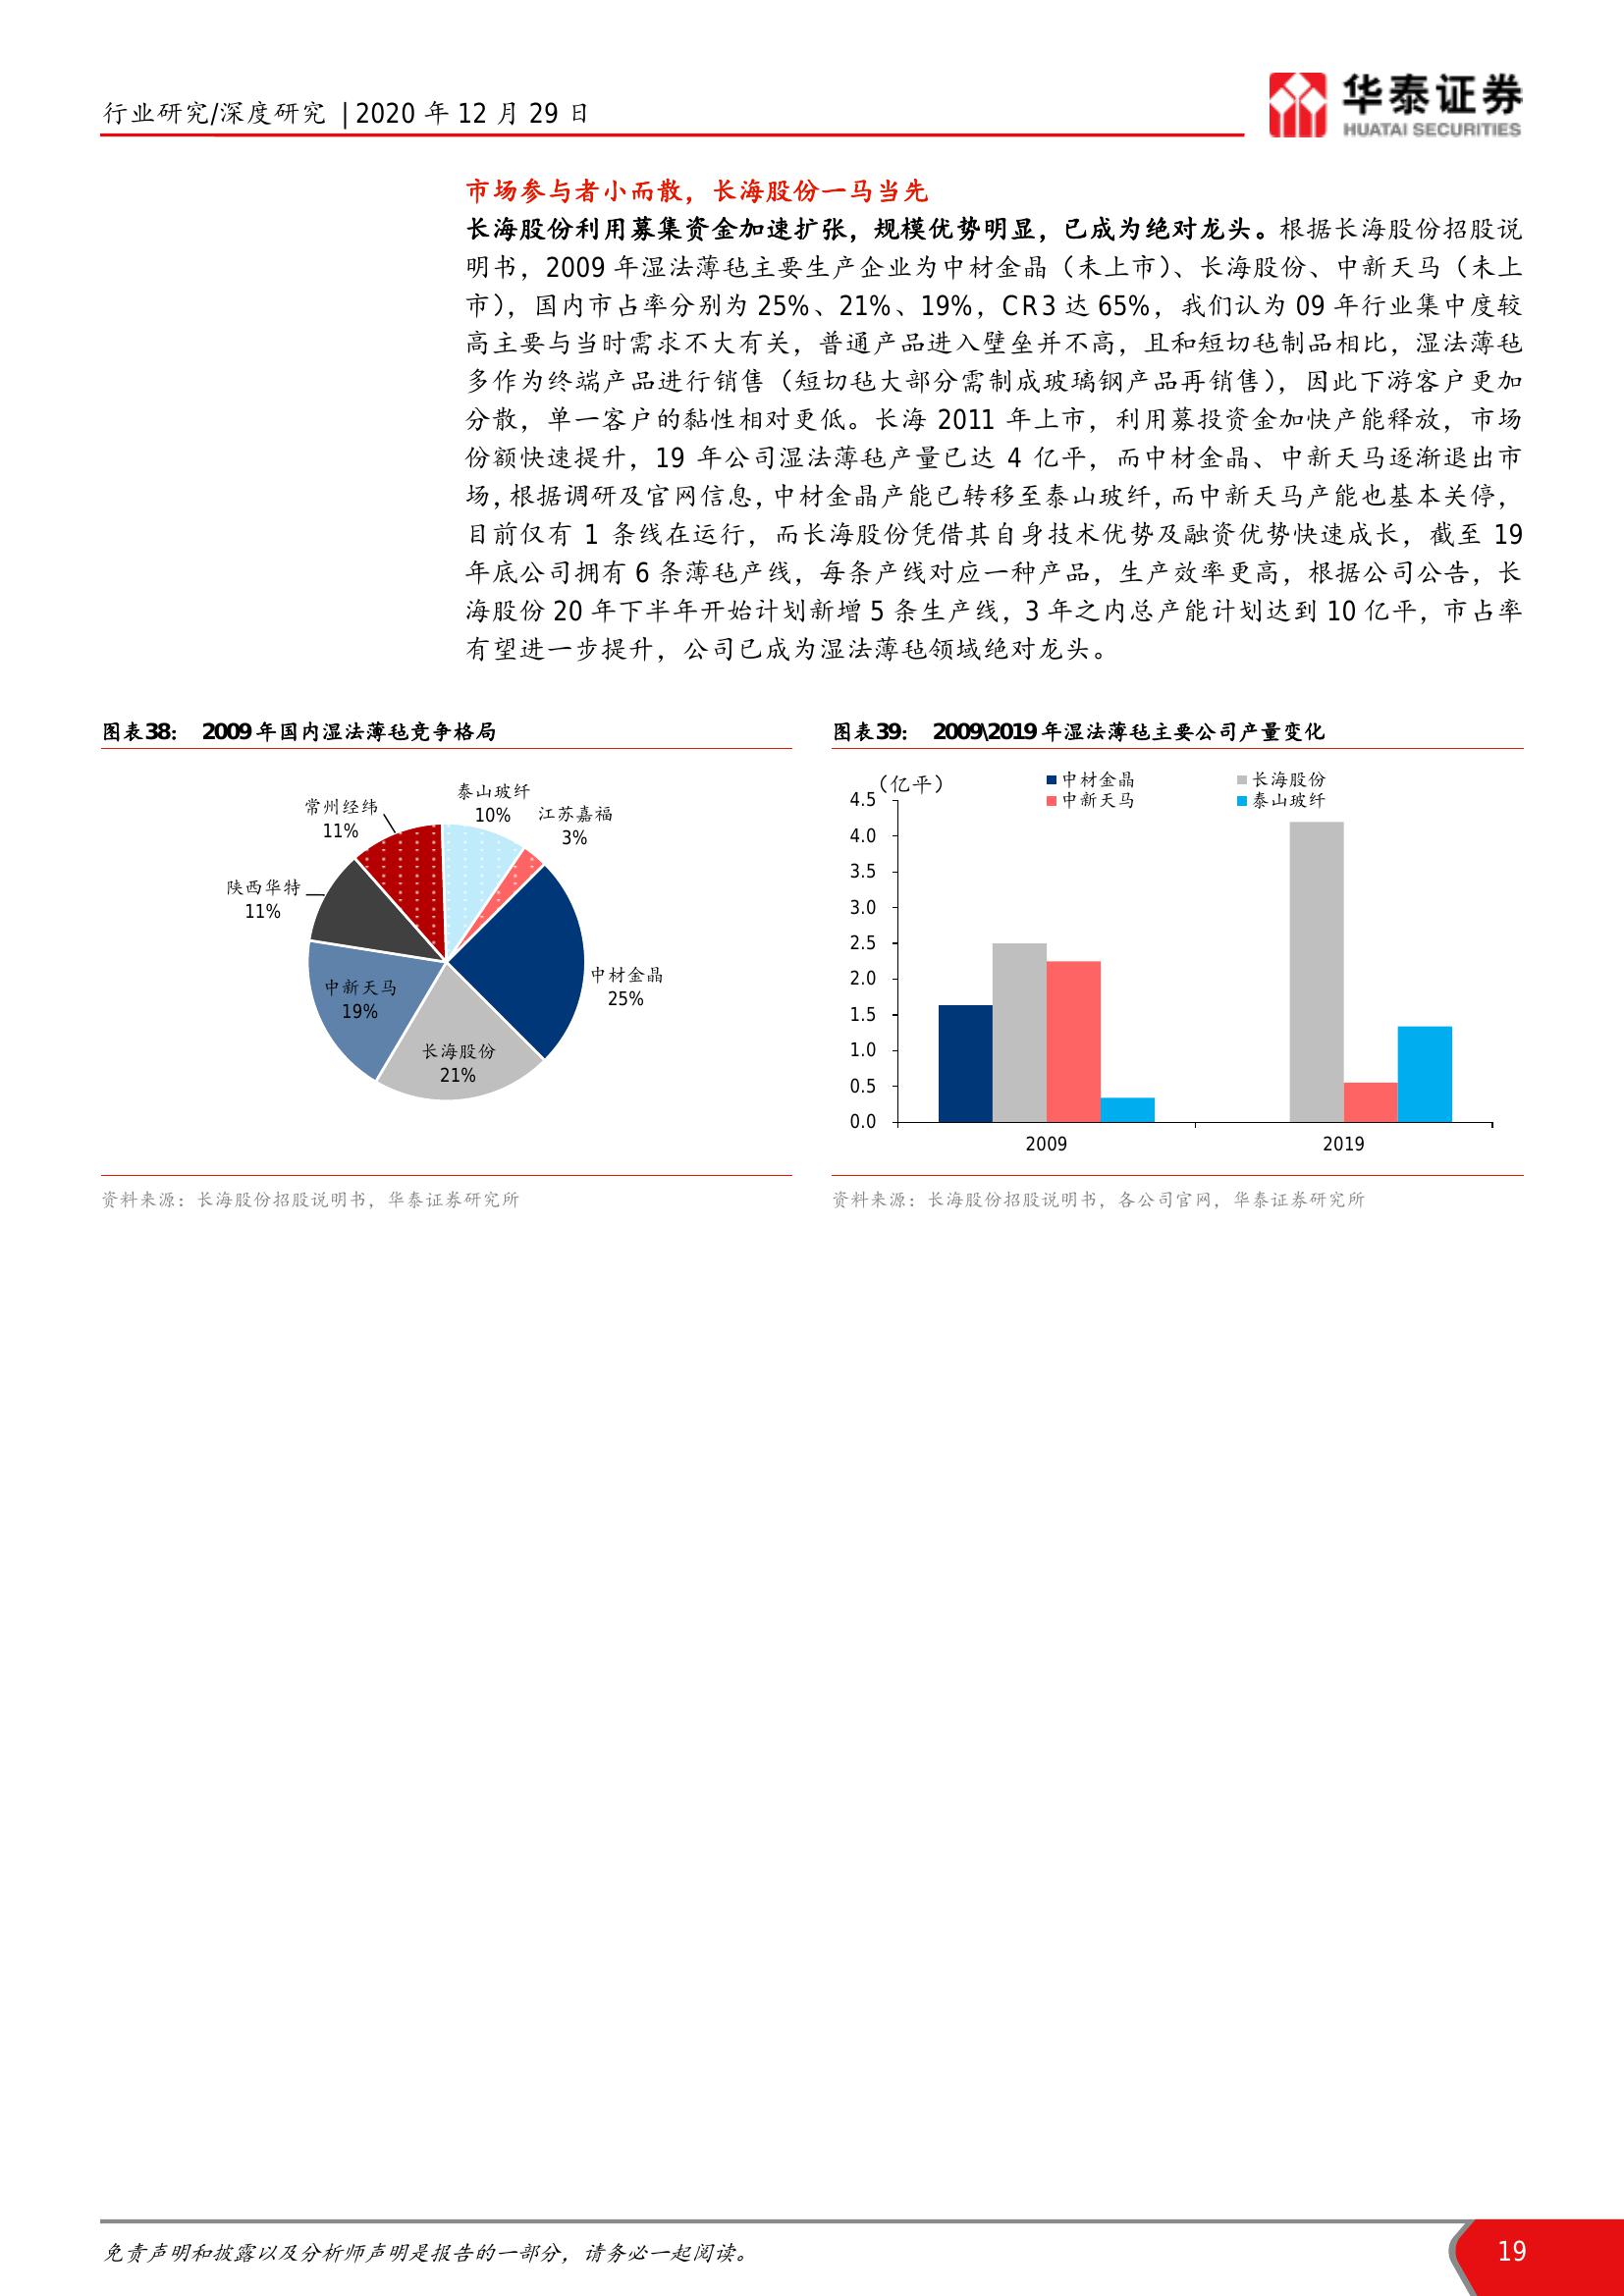 行业研究/深度研究 | 2020 年 12 月 29 日
华泰证券
HUATAI SECURITIES
市场参与者小而散，长海股份一马当先
长海股份利用募集资金加速扩张，规模优势明显，已成为绝对龙头。根据长海股份招股说
明书，2009 年湿法薄毡主要生产企业为中材金晶（未上市）、长海股份、中新天马（未上
市），国内市占率分别为 25%、21%、19%，CR3 达 65%，我们认为 09 年行业集中度较
高主要与当时需求不大有关，普通产品进入壁垒并不高，且和短切毡制品相比，湿法薄毡
多作为终端产品进行销售（短切毡大部分需制成玻璃钢产品再销售），因此下游客户更加
分散，单一客户的黏性相对更低。长海 2011 年上市，利用募投资金加快产能释放，市场
份额快速提升，19 年公司湿法薄毡产量已达 4 亿平，而中材金晶、中新天马逐渐退出市
场，根据调研及官网信息，中材金晶产能已转移至泰山玻纤，而中新天马产能也基本关停，
目前仅有 1 条线在运行，而长海股份凭借其自身技术优势及融资优势快速成长，截至 19
年底公司拥有 6 条薄毡产线，每条产线对应一种产品，生产效率更高，根据公司公告，长
海股份 20 年下半年开始计划新增 5 条生产线，3 年之内总产能计划达到 10 亿平，市占率
有望进一步提升，公司已成为湿法薄毡领域绝对龙头。
图表38： 2009 年国内湿法薄毡竞争格局
泰山玻纤
10%
常州经纬
11%
江苏嘉福
3%
陕西华特
11%
中材金晶
25%
中新天马
19%
长海股份
21%
资料来源：长海股份招股说明书，华泰证券研究所
图表39： 2009\2019 年湿法薄毡主要公司产量变化
（亿平）
中材金晶 长海股份
中新天马 泰山玻纤
4.5
4.0
3.5
3.0
2.5
2.0
1.5
1.0
0.5
0.0
2009 2019
资料来源：长海股份招股说明书，各公司官网，华泰证券研究所
免责声明和披露以及分析师声明是报告的一部分，请务必一起阅读。
19